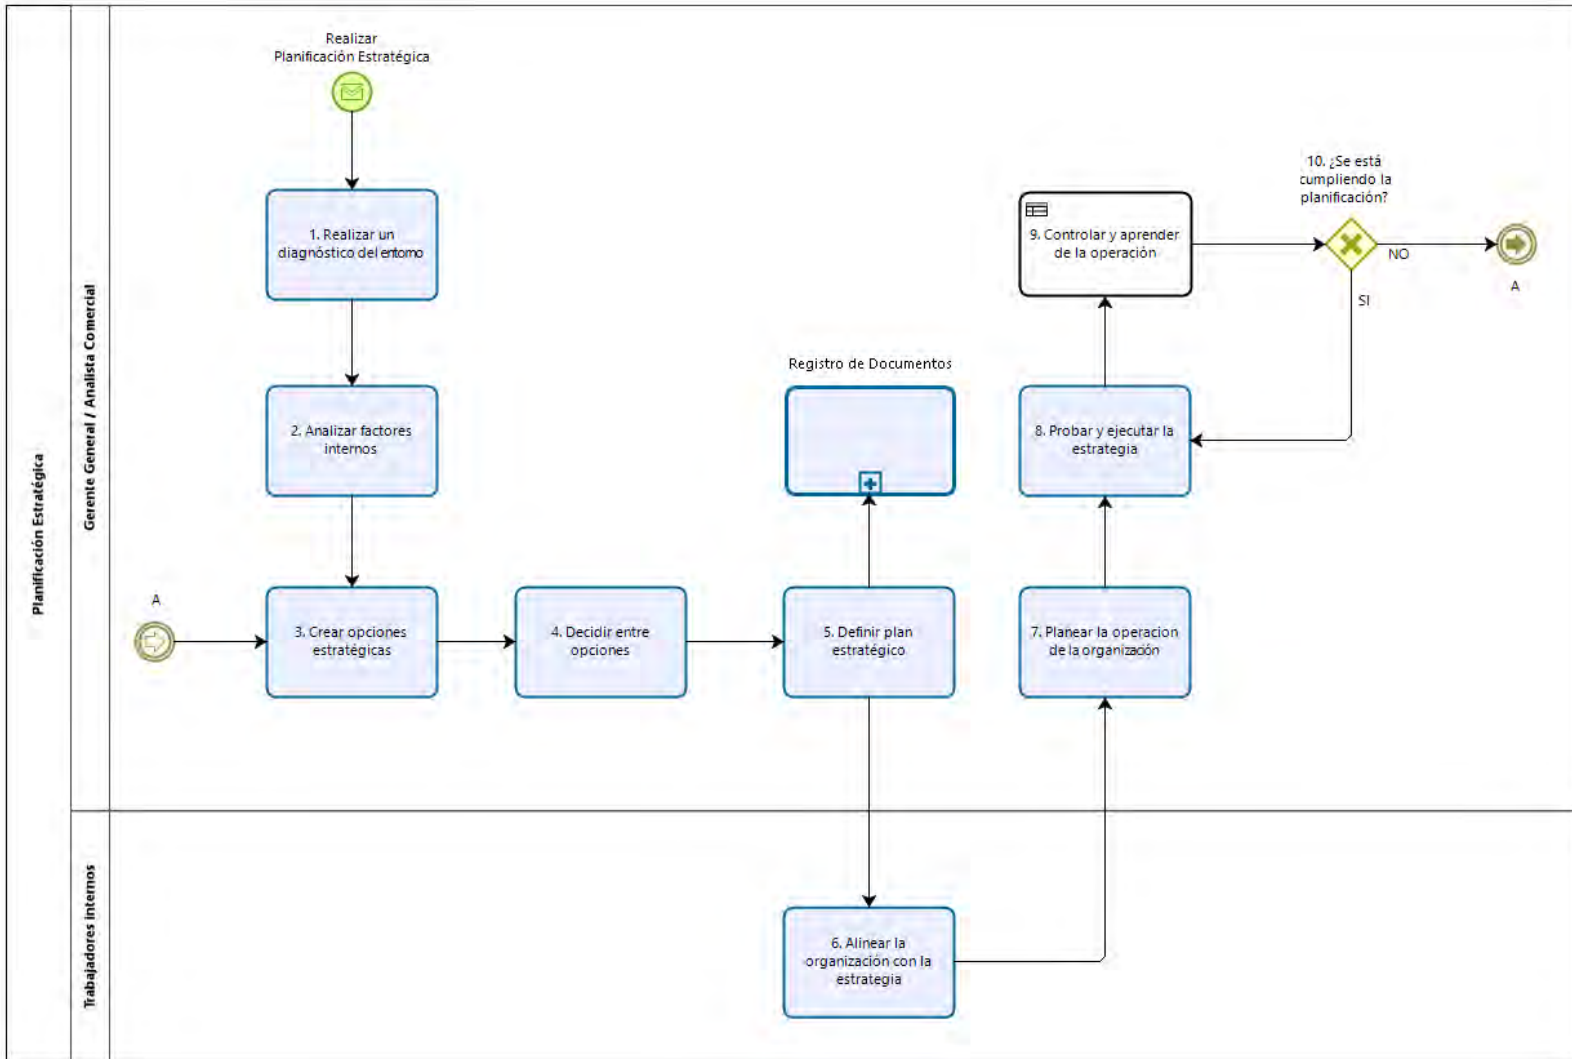 Planificación Estratégica
Gerente General / Analista Comercial
Trabajadores internos
Realizar
Planificación Estratégica
1. Realizar un
diagnóstico del entorno
2. Analizar factores
internos
A
3. Crear opciones
estratégicas
4. Decidir entre
opciones
5. Definir plan
estratégico
Registro de Documentos
6. Alinear la
organización con la
estrategia
7. Planear la operacion
de la organización
8. Probar y ejecutar la
estrategia
9. Controlar y aprender
de la operación
10. ¿Se está
cumpliendo la
planificación?
NO
SI
A